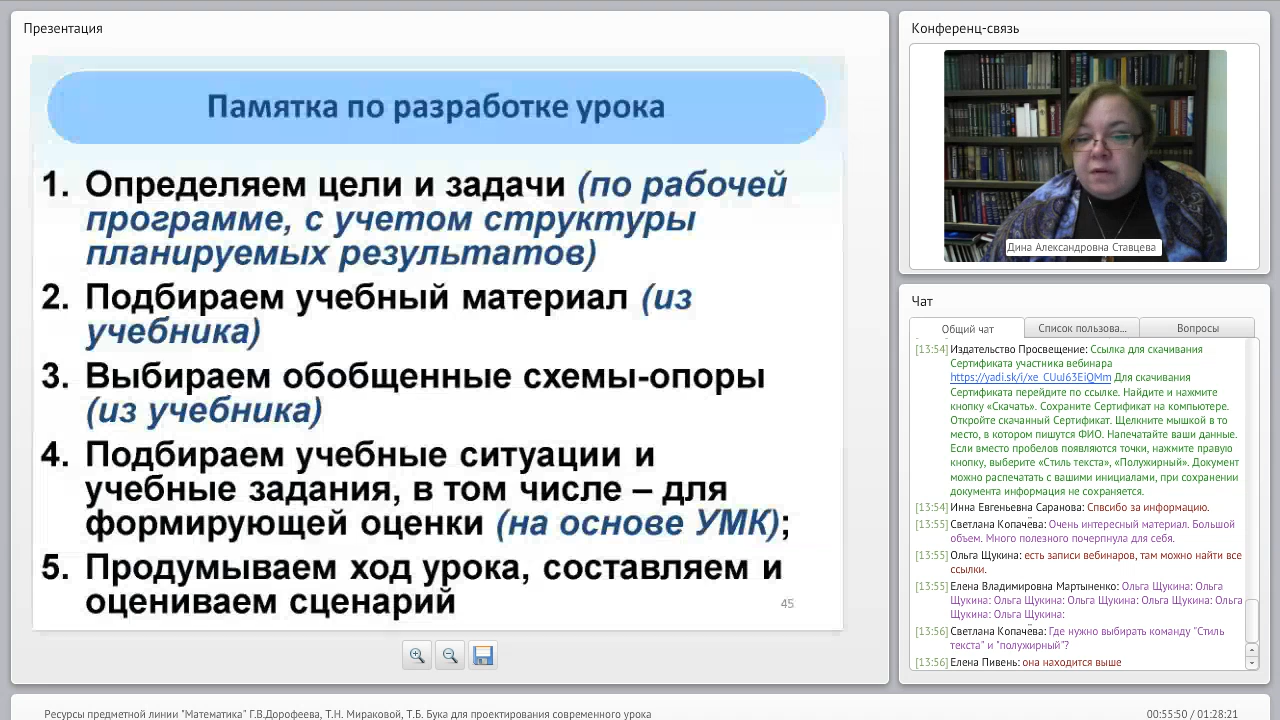 Презентация
Памятка по разработке урока
1. Определяем цели и задачи (по рабочей
программе, с учетом структуры
планируемых результатов)
2. Подбираем учебный материал (из
учебника)
3. Выбираем обобщенные схемы-опоры
(из учебника)
4. Подбираем учебные ситуации и
учебные задания, в том числе – для
формирующей оценки (на основе УМК);
5. Продумываем ход урока, составляем и
оцениваем сценарий
45
Конференц-связь
Дина Александровна Ставцева
Чат
Общий чат
Список пользова...
Вопросы
[13:54] Издательство Просвещение: Ссылка для скачивания
Сертификата участника вебинара
https://yadi.sk/i/xe_CUuJ63EiQMm Для скачивания
Сертификата перейдите по ссылке. Найдите и нажмите
кнопку «Скачать». Сохраните Сертификат на компьютере.
Откройте скачанный Сертификат. Щелкните мышкой в то
место, в котором пишутся ФИО. Напечатайте ваши данные.
Если вместо пробелов появляются точки, нажмите правую
кнопку, выберите «Стиль текста», «Полужирный». Документ
можно распечатать с вашими инициалами, при сохранении
документа информация не сохраняется.
[13:54] Инна Евгеньевна Саранова: Спвсибо за информацию.
[13:55] Светлана Копачёва: Очень интересный материал. Большой
объем. Много полезного почерпнула для себя.
[13:55] Ольга Щукина: есть записи вебинаров, там можно найти все
ссылки.
[13:55] Елена Владимировна Мартыненко: Ольга Щукина: Ольга
Щукина: Ольга Щукина: Ольга Щукина: Ольга Щукина: Ольга
Щукина: Ольга Щукина:
[13:56] Светлана Копачёва: Где нужно выбирать команду "Стиль
текста" и "полужирный"?
[13:56] Елена Пивень: она находится выше
Ресурсы предметной линии "Математика" Г.В.Дорофеева, Т.Н. Мираковой, Т.Б. Бука для проектирования современного урока
00:55:50 / 01:28:21